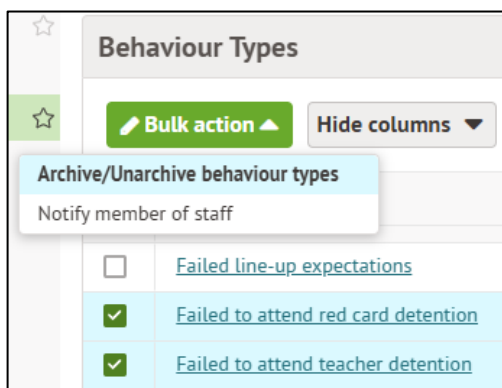 Behaviour Types
Bulk action
Hide columns
Archive/Unarchive behaviour types
Notify member of staff
Failed line-up expectations
Failed to attend red card detention
Failed to attend teacher detention